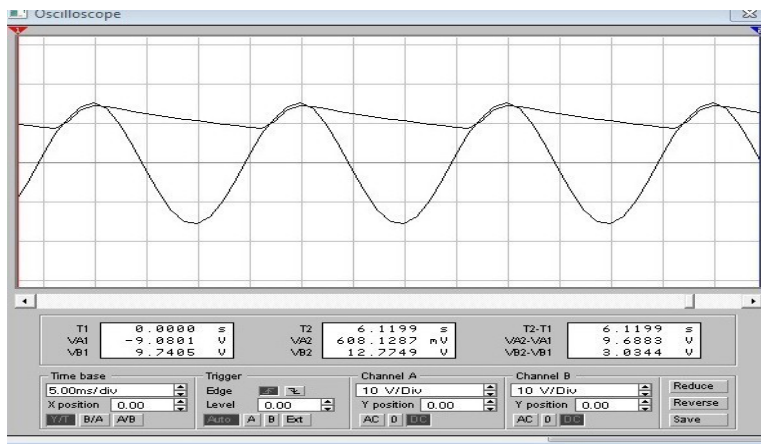 Oscilloscope
1
T1 0.0000 s T2 6.1199 s T2-T1 6.1199 s
VA1 -9.0801 V VA2 608.1287 mV VA2-VA1 9.6883 V
VB1 9.7405 V VB2 12.7749 V VB2-VB1 3.0344 V
Time base Trigger Channel A Channel B
5.00ms/div Edge 10 V/Div 10 V/Div Reduce
X position 0.00 Level 0.00 Y position 0.00 Y position 0.00 Reverse
Y/T B/A A/B Auto A B Ext AC 0 DC AC 0 DC Save